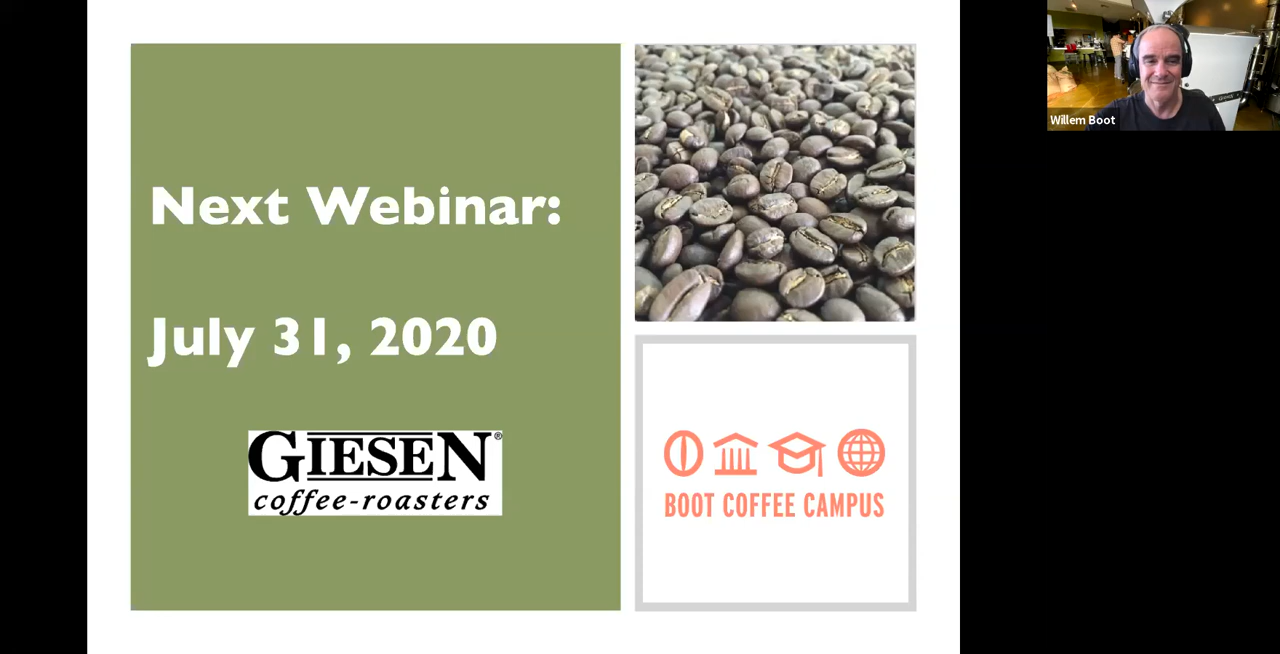 Next Webinar:
July 31, 2020
GIESEN®
coffee-roasters
BOOT COFFEE CAMPUS
Willem Boot